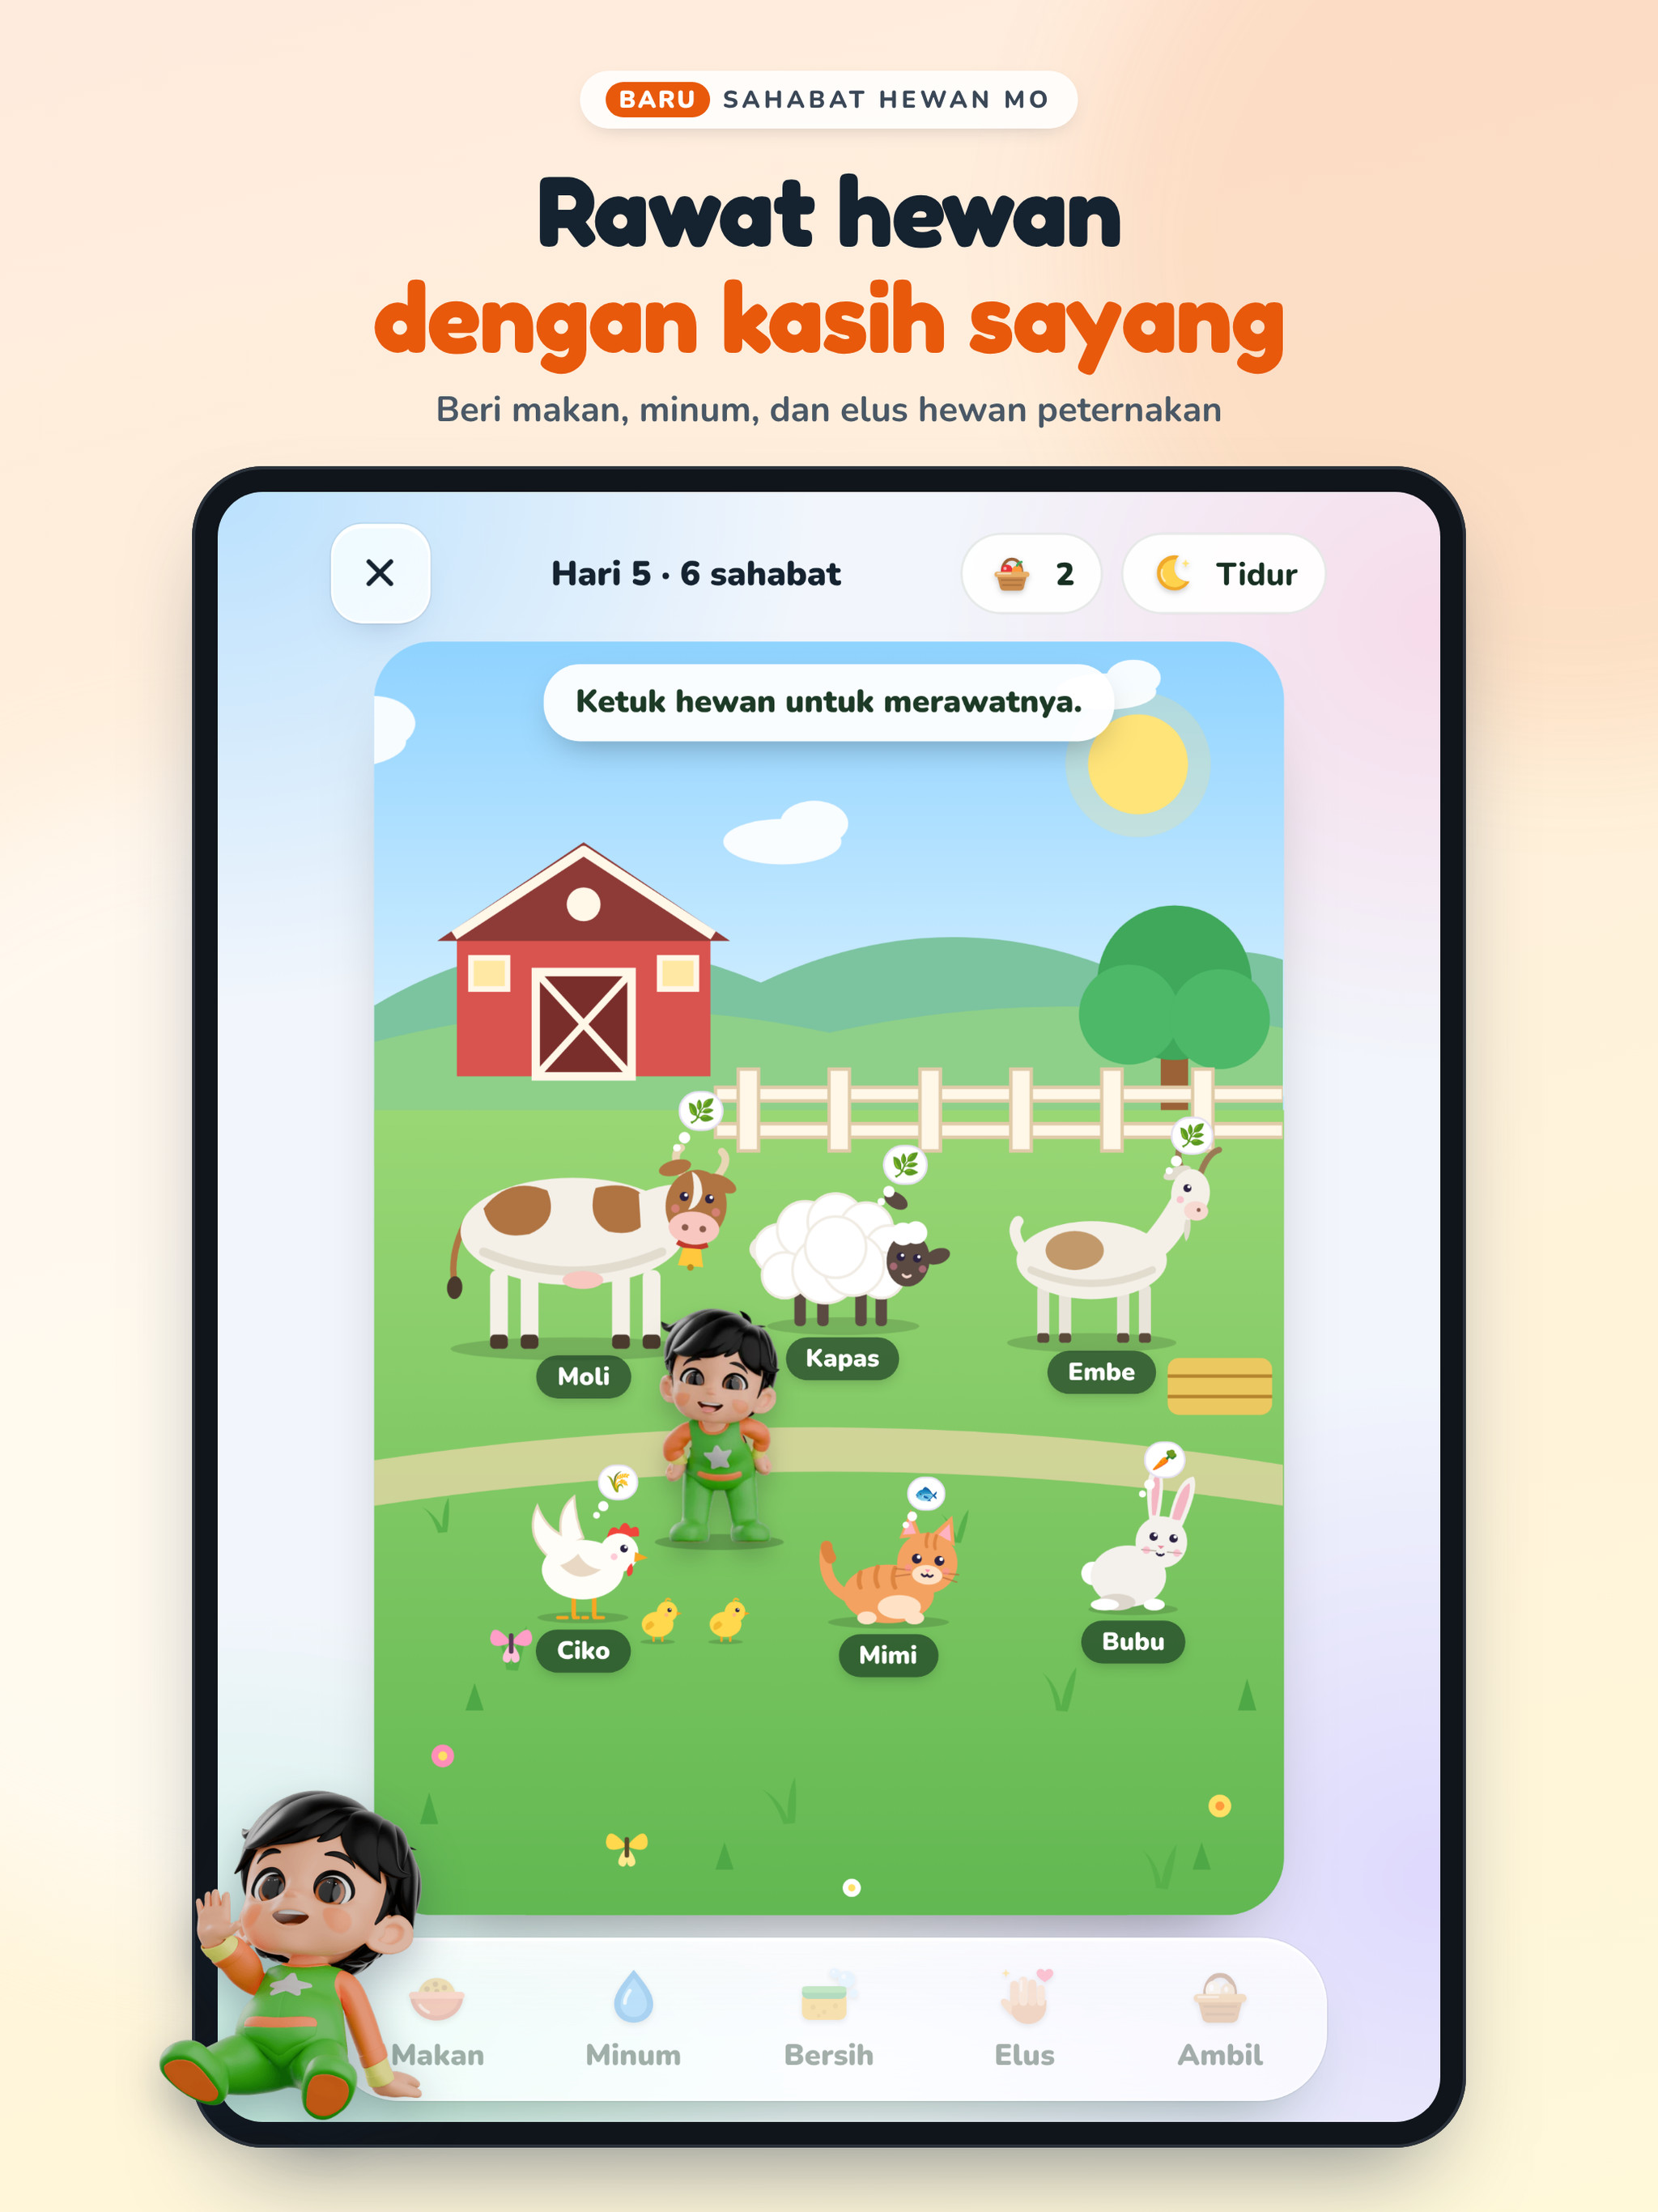 BARU SAHABAT HEWAN MO
Rawat hewan
dengan kasih sayang
Beri makan, minum, dan elus hewan peternakan
Hari 5 · 6 sahabat
2
Tidur
Ketuk hewan untuk merawatnya.
Moli
Kapas
Embe
Ciko
Mimi
Bubu
Makan
Minum
Bersih
Elus
Ambil